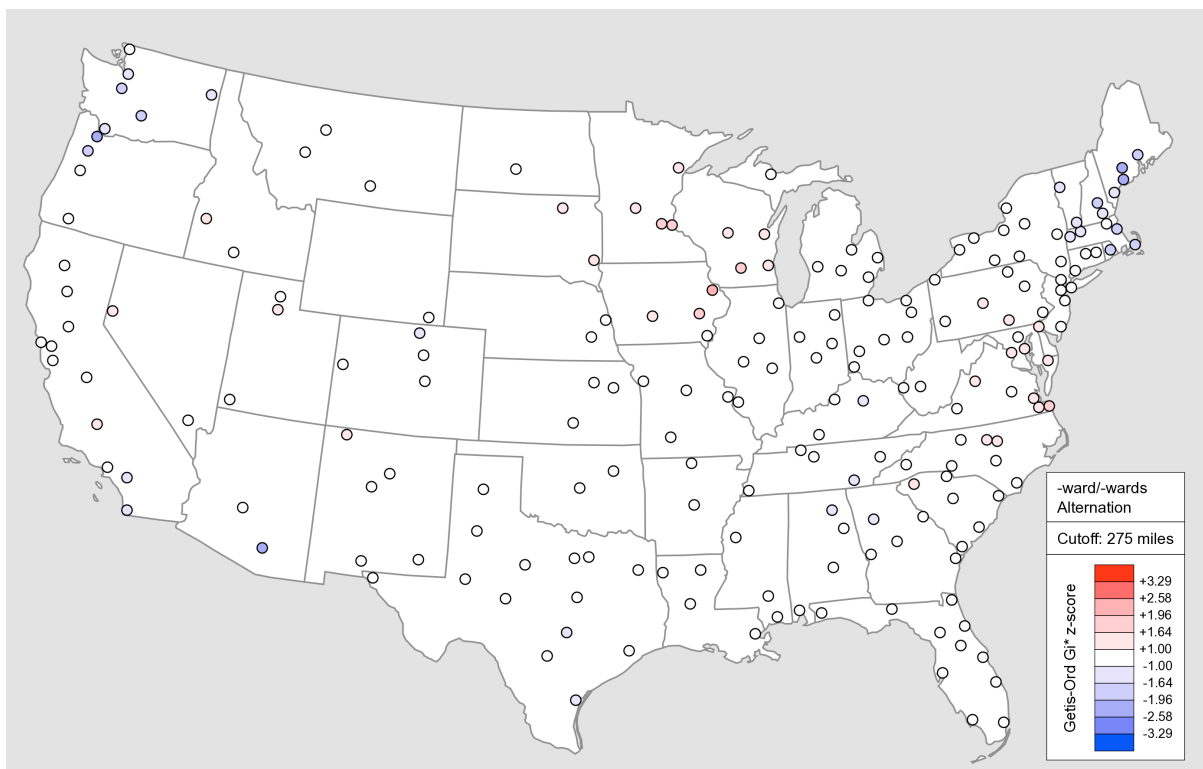 -ward/-wards
Alternation
Cutoff: 275 miles
Getis-Ord Gi* z-score
+3.29
+2.58
+1.96
+1.64
+1.00
-1.00
-1.64
-1.96
-2.58
-3.29